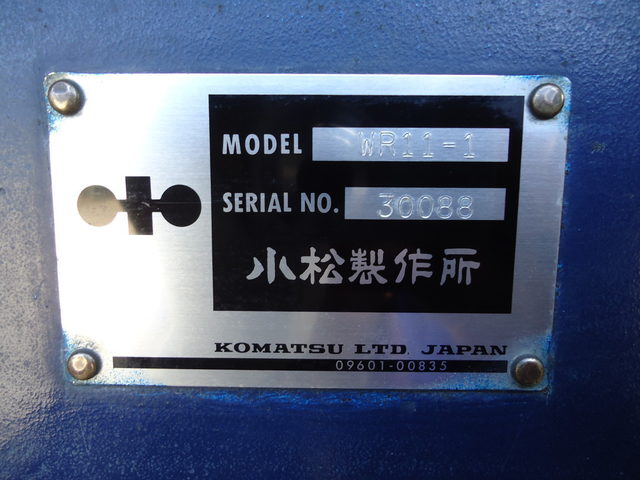 MODEL WR11-1
SERIAL NO. 30088
小松製作所
KOMATSU LTD. JAPAN
09601-00835